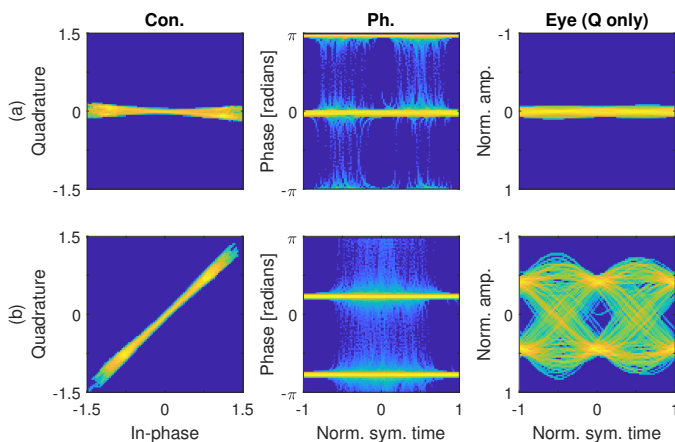 Con.
Ph.
Eye (Q only)
(a)
Quadrature
1.5
0
-1.5
Phase [radians]
π
0
-π
Norm. amp.
-1
0
1
(b)
Quadrature
1.5
0
-1.5
-1.5 0 1.5
In-phase
Phase [radians]
π
0
-π
-1 0 1
Norm. sym. time
Norm. amp.
-1
0
1
-1 0 1
Norm. sym. time